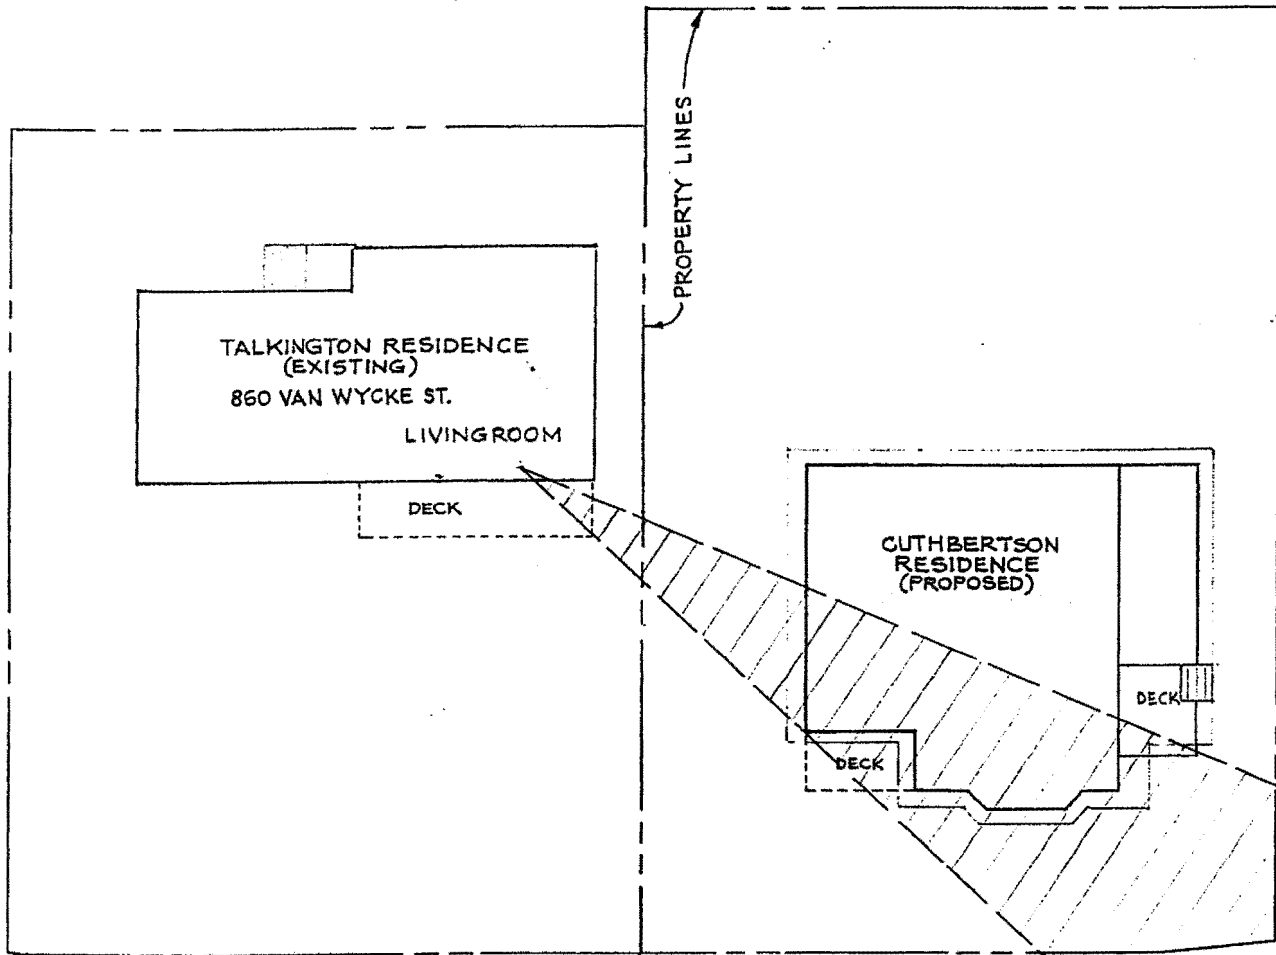 PROPERTY LINES
TALKINGTON RESIDENCE
(EXISTING)
860 VAN WYCKE ST.
LIVINGROOM
DECK
CUTHBERTSON
RESIDENCE
(PROPOSED)
DECK
DECK